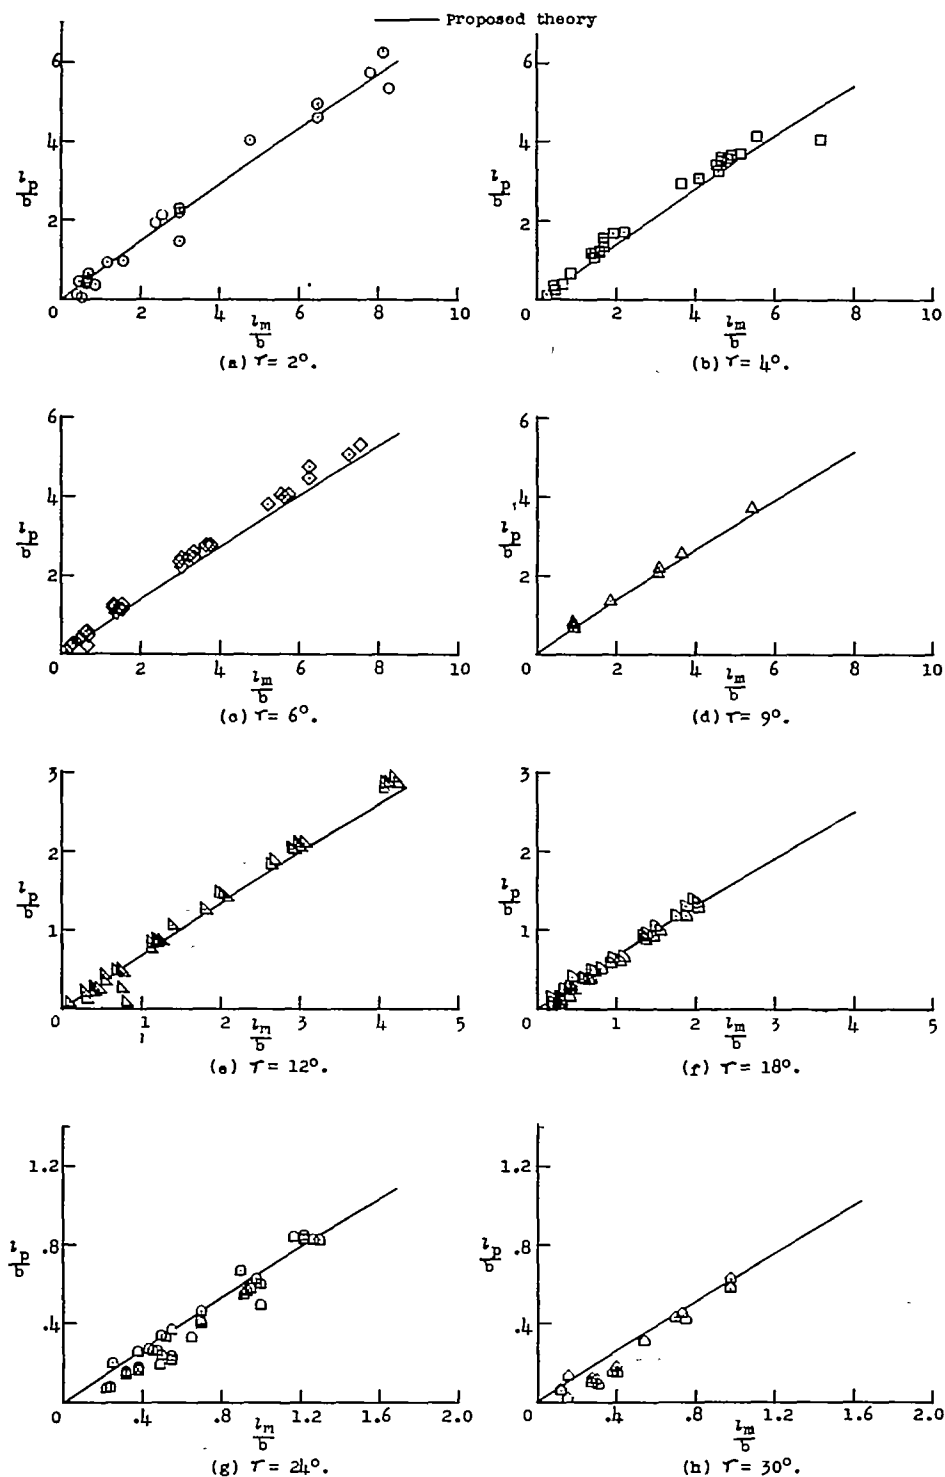 Proposed theory
6
4
2
0
l_p/b
2 4 6 8 10
l_m/b
(a) τ = 2°.
6
4
2
0
l_p/b
2 4 6 8 10
l_m/b
(b) τ = 4°.
6
4
2
0
l_p/b
2 4 6 8 10
l_m/b
(c) τ = 6°.
6
4
2
0
l_p/b
2 4 6 8 10
l_m/b
(d) τ = 9°.
3
2
1
0
l_p/b
1 2 3 4 5
l_m/b
(e) τ = 12°.
3
2
1
0
l_p/b
1 2 3 4 5
l_m/b
(f) τ = 18°.
1.2
.8
.4
0
l_p/b
.4 .8 1.2 1.6 2.0
l_m/b
(g) τ = 24°.
1.2
.8
.4
0
l_p/b
.4 .8 1.2 1.6 2.0
l_m/b
(h) τ = 30°.